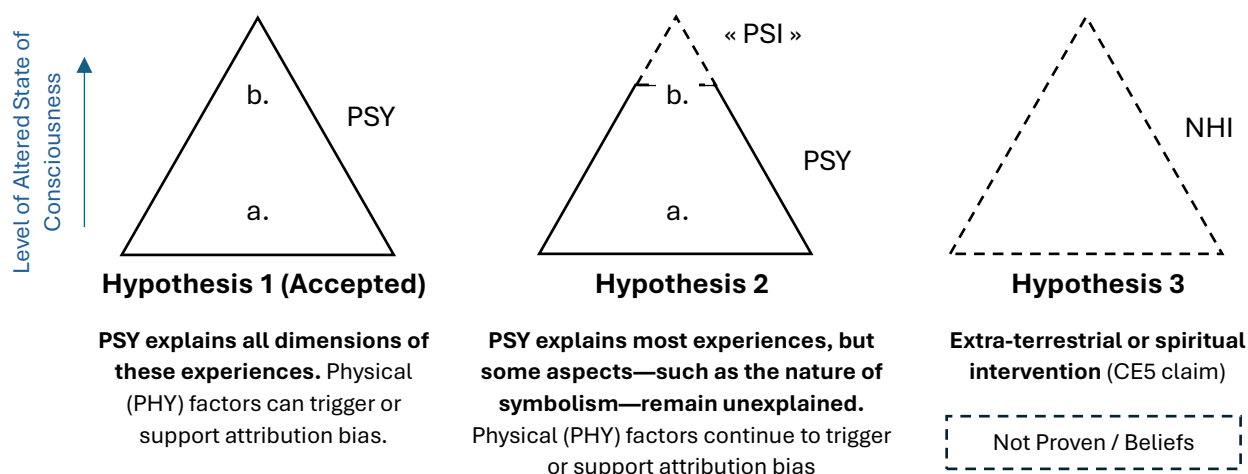 Level of Altered State of
Consciousness
b.
PSY
a.
Hypothesis 1 (Accepted)
PSY explains all dimensions of
these experiences. Physical
(PHY) factors can trigger or
support attribution bias.
« PSI »
b.
PSY
a.
Hypothesis 2
PSY explains most experiences, but
some aspects—such as the nature of
symbolism—remain unexplained.
Physical (PHY) factors continue to trigger
or support attribution bias
NHI
Hypothesis 3
Extra-terrestrial or spiritual
intervention (CE5 claim)
Not Proven / Beliefs